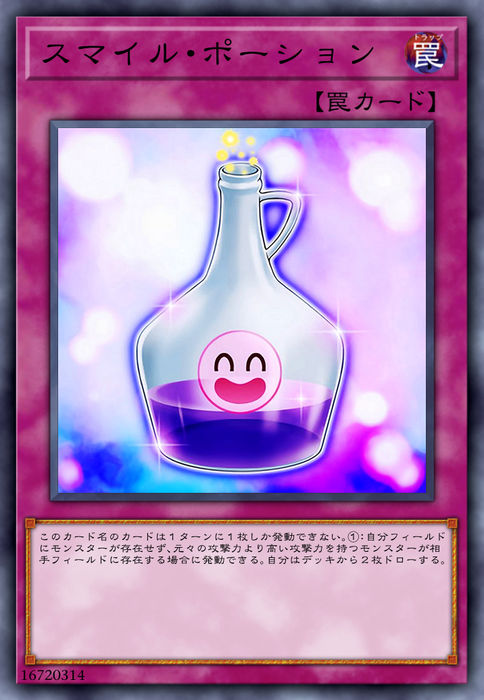 スマイル・ポーション
トラップ
罠
【罠カード】
このカード名のカードは１ターンに１枚しか発動できない。①：自分フィールド
にモンスターが存在せず、元々の攻撃力より高い攻撃力を持つモンスターが相
手フィールドに存在する場合に発動できる。自分はデッキから２枚ドローする。
16720314